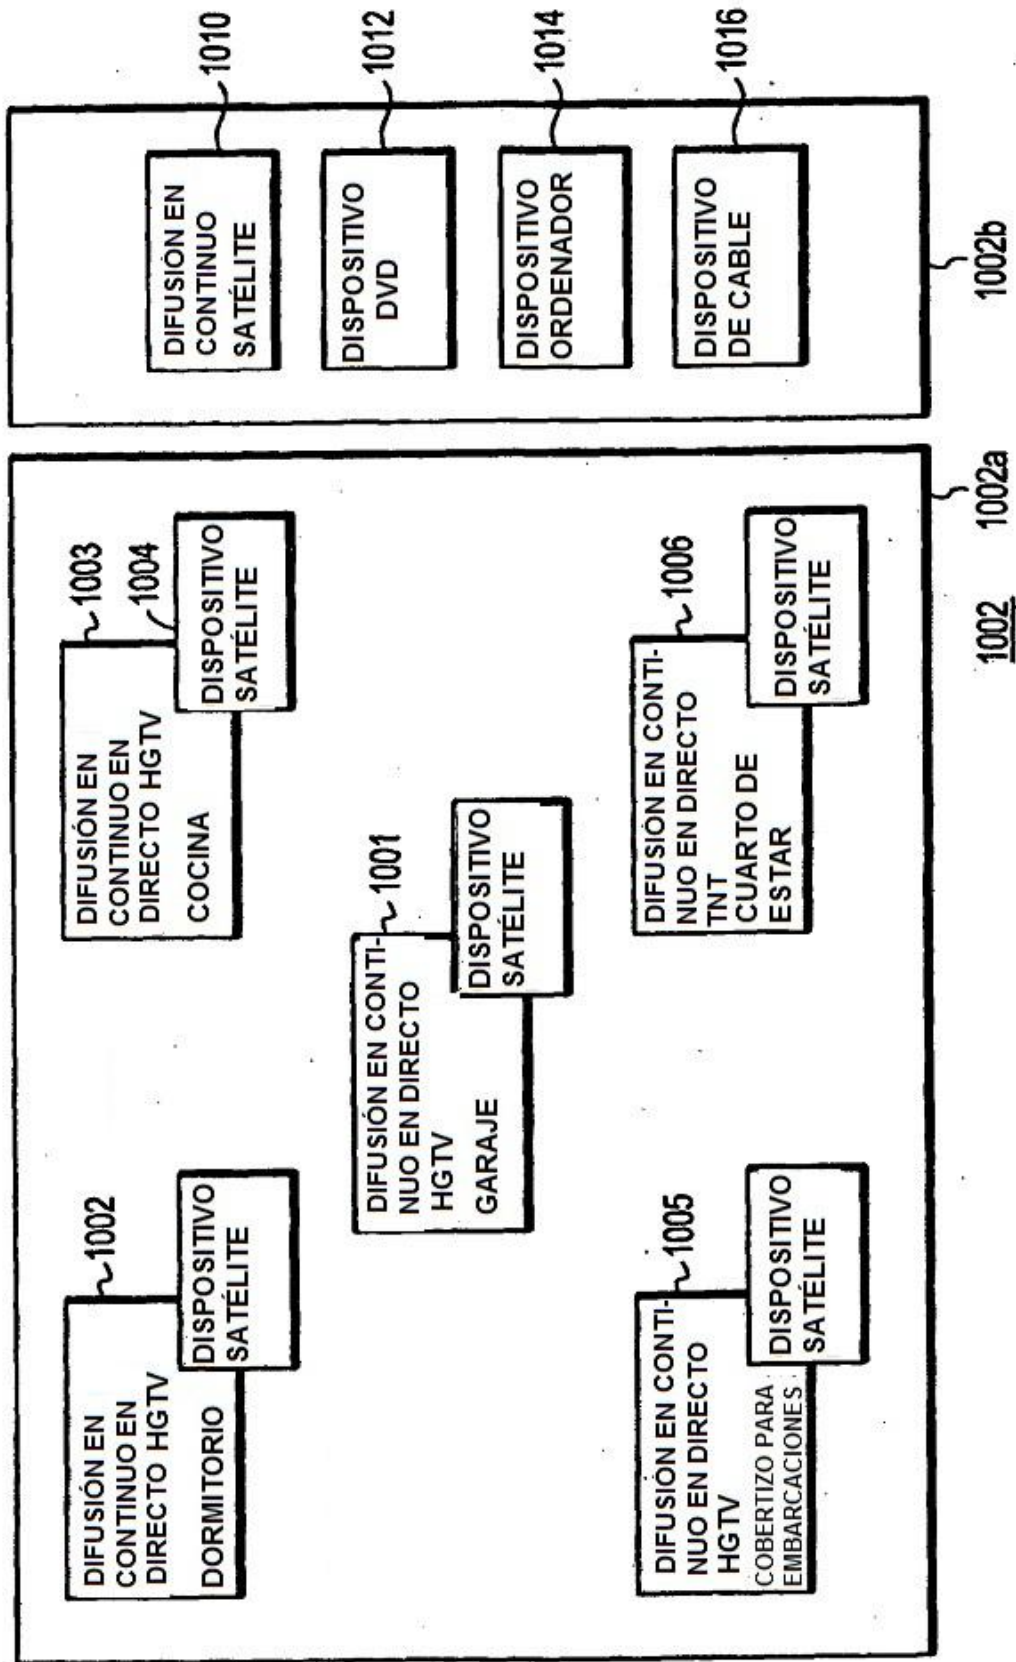 DIFUSIÓN EN
CONTINUO EN
DIRECTO HGTV
DORMITORIO
DISPOSITIVO
SATÉLITE
1002
DIFUSIÓN EN
CONTINUO EN
DIRECTO HGTV
COCINA
DISPOSITIVO
SATÉLITE
1003
1004
DIFUSIÓN EN CONTI-
NUO EN DIRECTO
HGTV
GARAJE
DISPOSITIVO
SATÉLITE
1001
DIFUSIÓN EN CONTI-
NUO EN DIRECTO
HGTV
COBERTIZO PARA
EMBARCACIONES
DISPOSITIVO
SATÉLITE
1005
DIFUSIÓN EN CONTI-
NUO EN DIRECTO
TNT
CUARTO DE
ESTAR
DISPOSITIVO
SATÉLITE
1006
1002a
DIFUSIÓN EN
CONTINUO
SATÉLITE
1010
DISPOSITIVO
DVD
1012
DISPOSITIVO
ORDENADOR
1014
DISPOSITIVO
DE CABLE
1016
1002b
1002